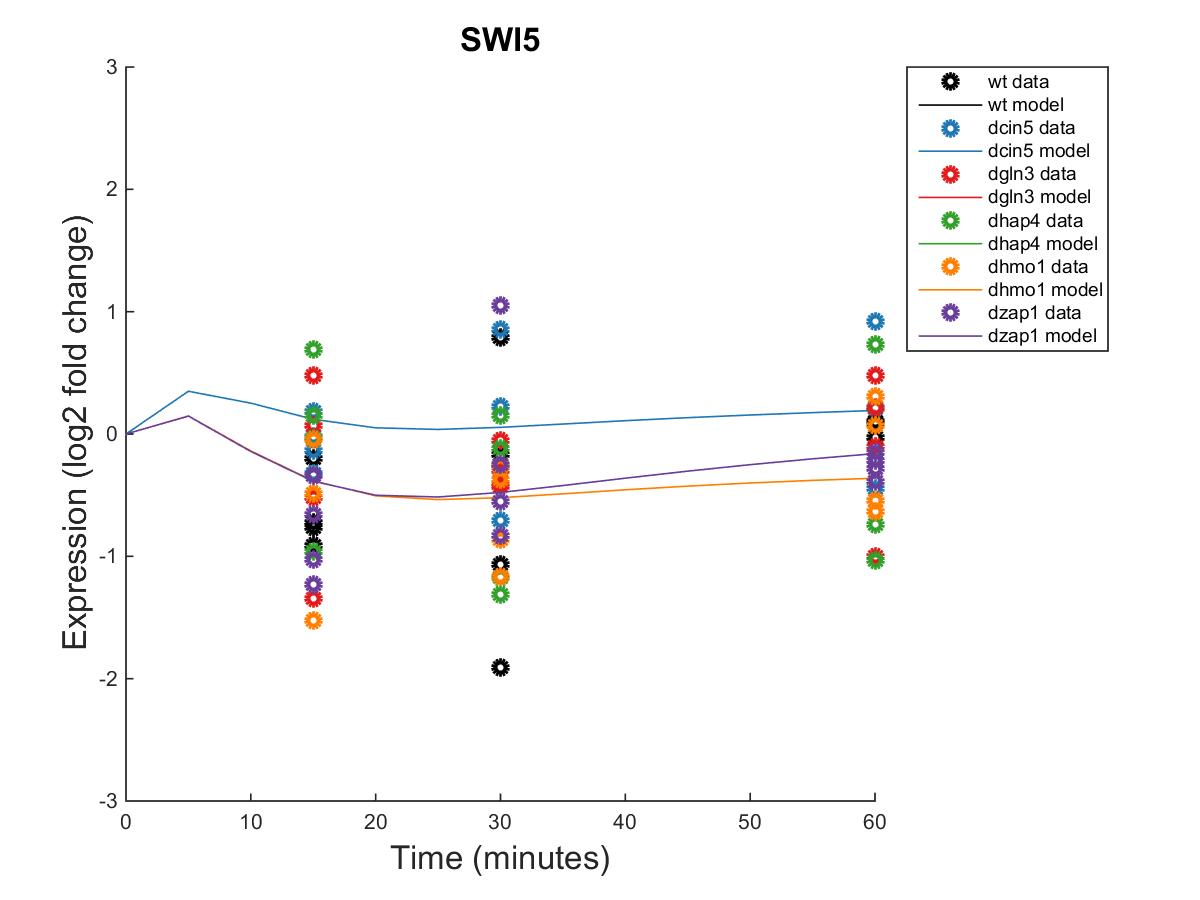 SWI5
3
2
1
0
-1
-2
-3
Expression (log2 fold change)
0 10 20 30 40 50 60
Time (minutes)
wt data
wt model
dcin5 data
dcin5 model
dgln3 data
dgln3 model
dhap4 data
dhap4 model
dhmo1 data
dhmo1 model
dzap1 data
dzap1 model